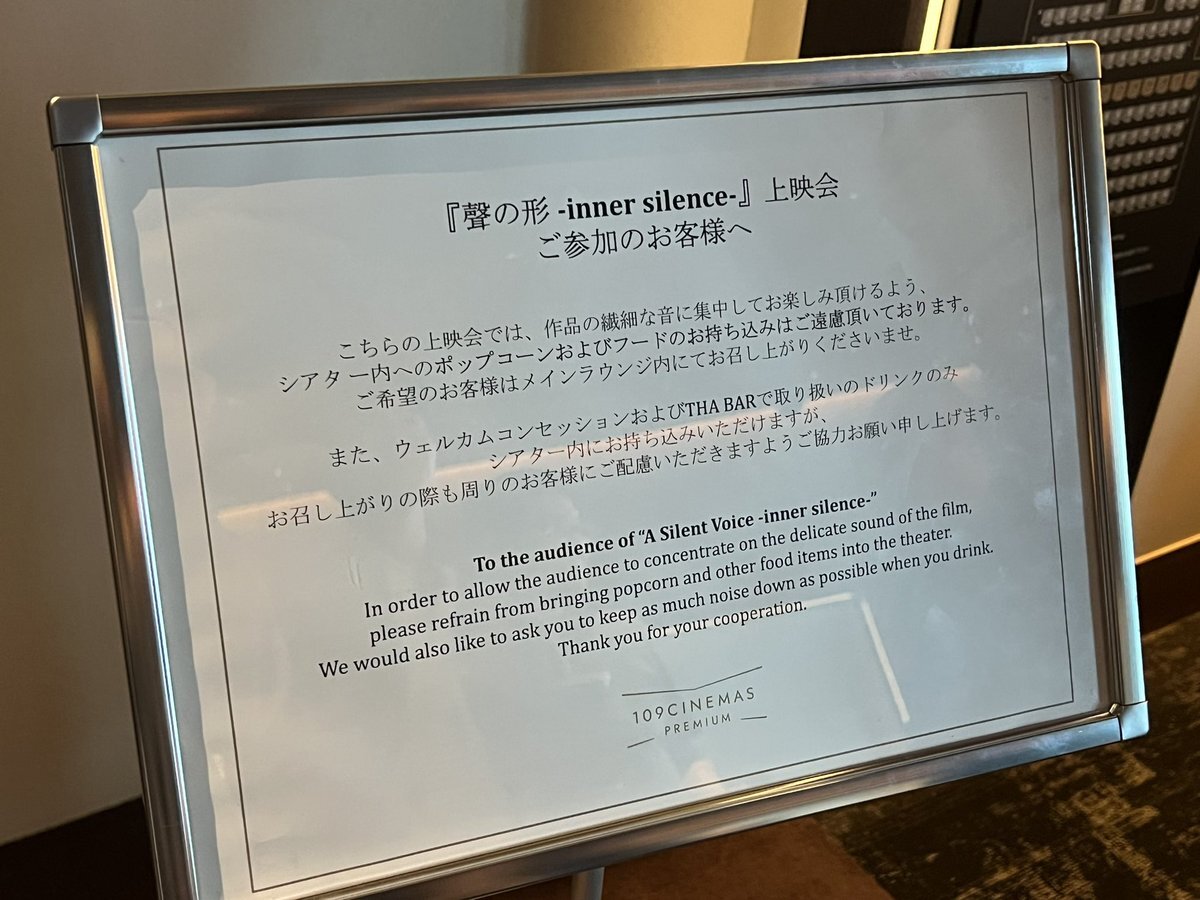 『聲の形 -inner silence-』上映会
ご参加のお客様へ
こちらの上映会では、作品の繊細な音に集中してお楽しみ頂けるよう、
シアター内へのポップコーンおよびフードのお持ち込みはご遠慮頂いております。
ご希望のお客様はメインラウンジ内にてお召し上がりくださいませ。
また、ウェルカムコンセッションおよびTHA BARで取り扱いのドリンクのみ
シアター内にお持ち込みいただけますが、
お召し上がりの際も周りのお客様にご配慮いただきますようご協力お願い申し上げます。
To the audience of “A Silent Voice -inner silence-”
In order to allow the audience to concentrate on the delicate sound of the film,
please refrain from bringing popcorn and other food items into the theater.
We would also like to ask you to keep as much noise down as possible when you drink.
Thank you for your cooperation.
109CINEMAS
PREMIUM